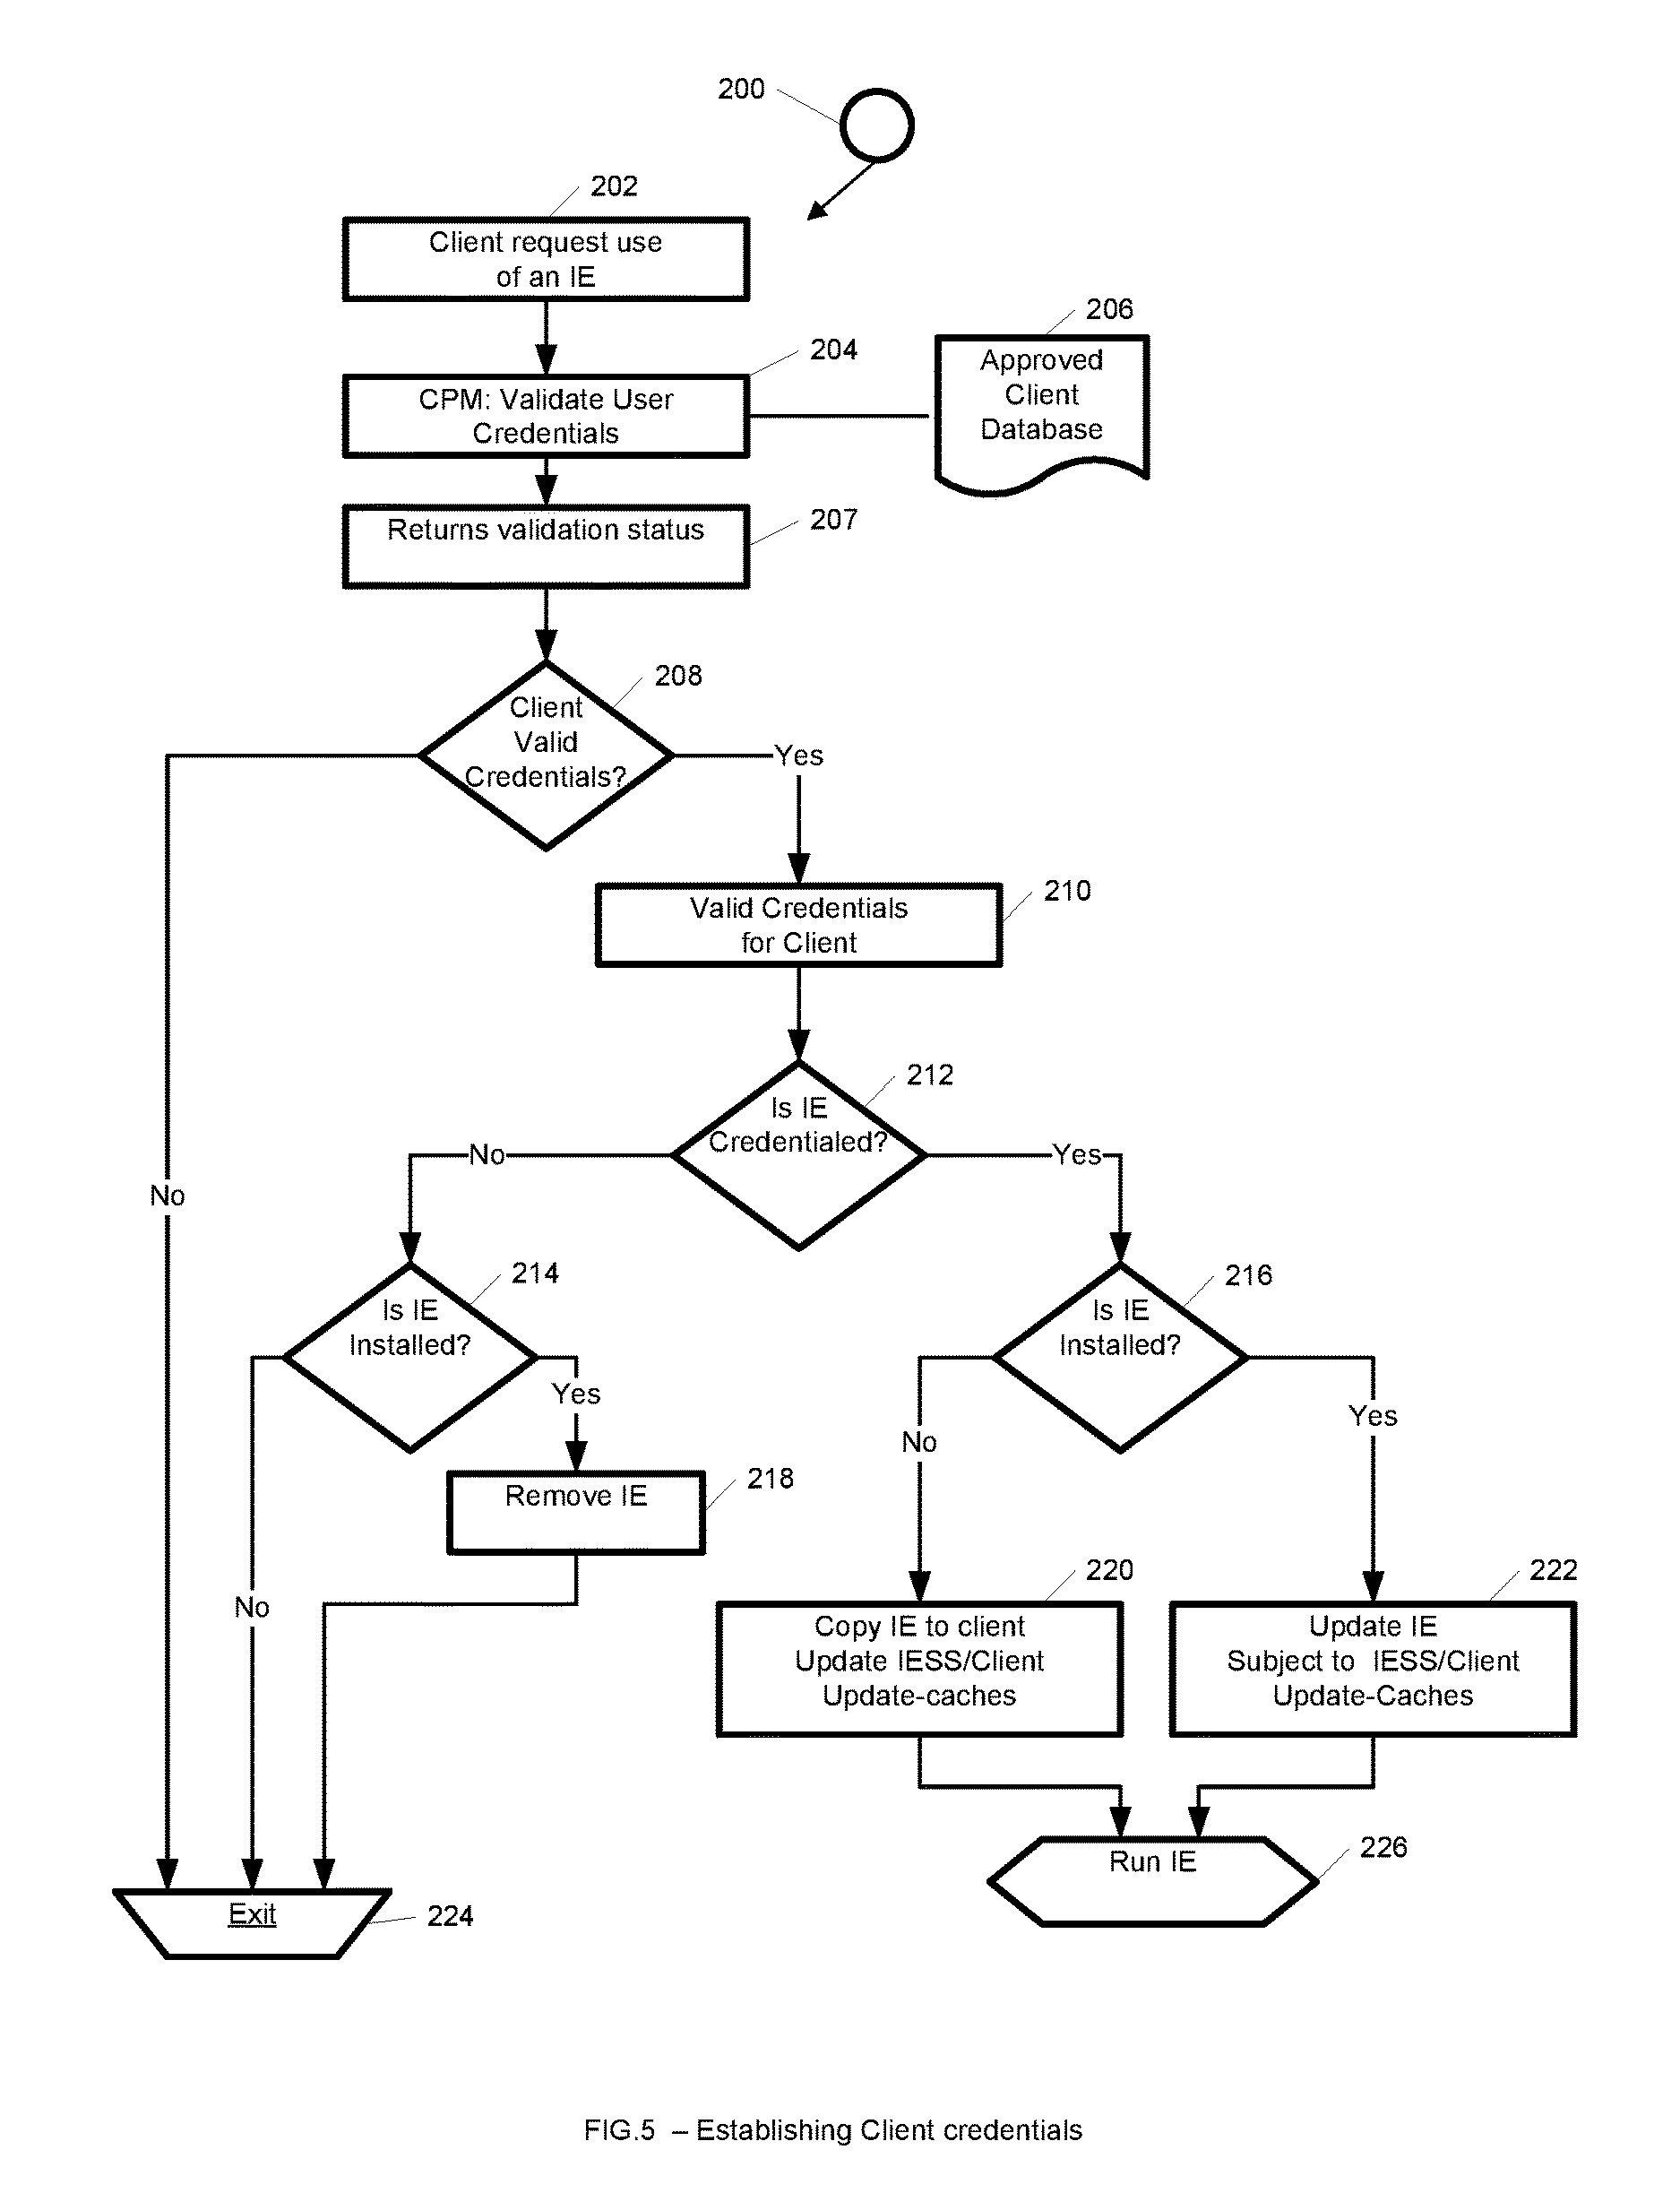 200
202
Client request use
of an IE
206
Approved
Client
Database
204
CPM: Validate User
Credentials
207
Returns validation status
208
Client
Valid
Credentials?
Yes
210
Valid Credentials
for Client
212
Is IE
Credentialed?
No
Yes
No
214
Is IE
Installed?
216
Is IE
Installed?
Yes
Yes
No
218
Remove IE
No
220
Copy IE to client
Update IESS/Client
Update-caches
222
Update IE
Subject to IESS/Client
Update-Caches
226
Run IE
Exit
224
FIG.5 – Establishing Client credentials